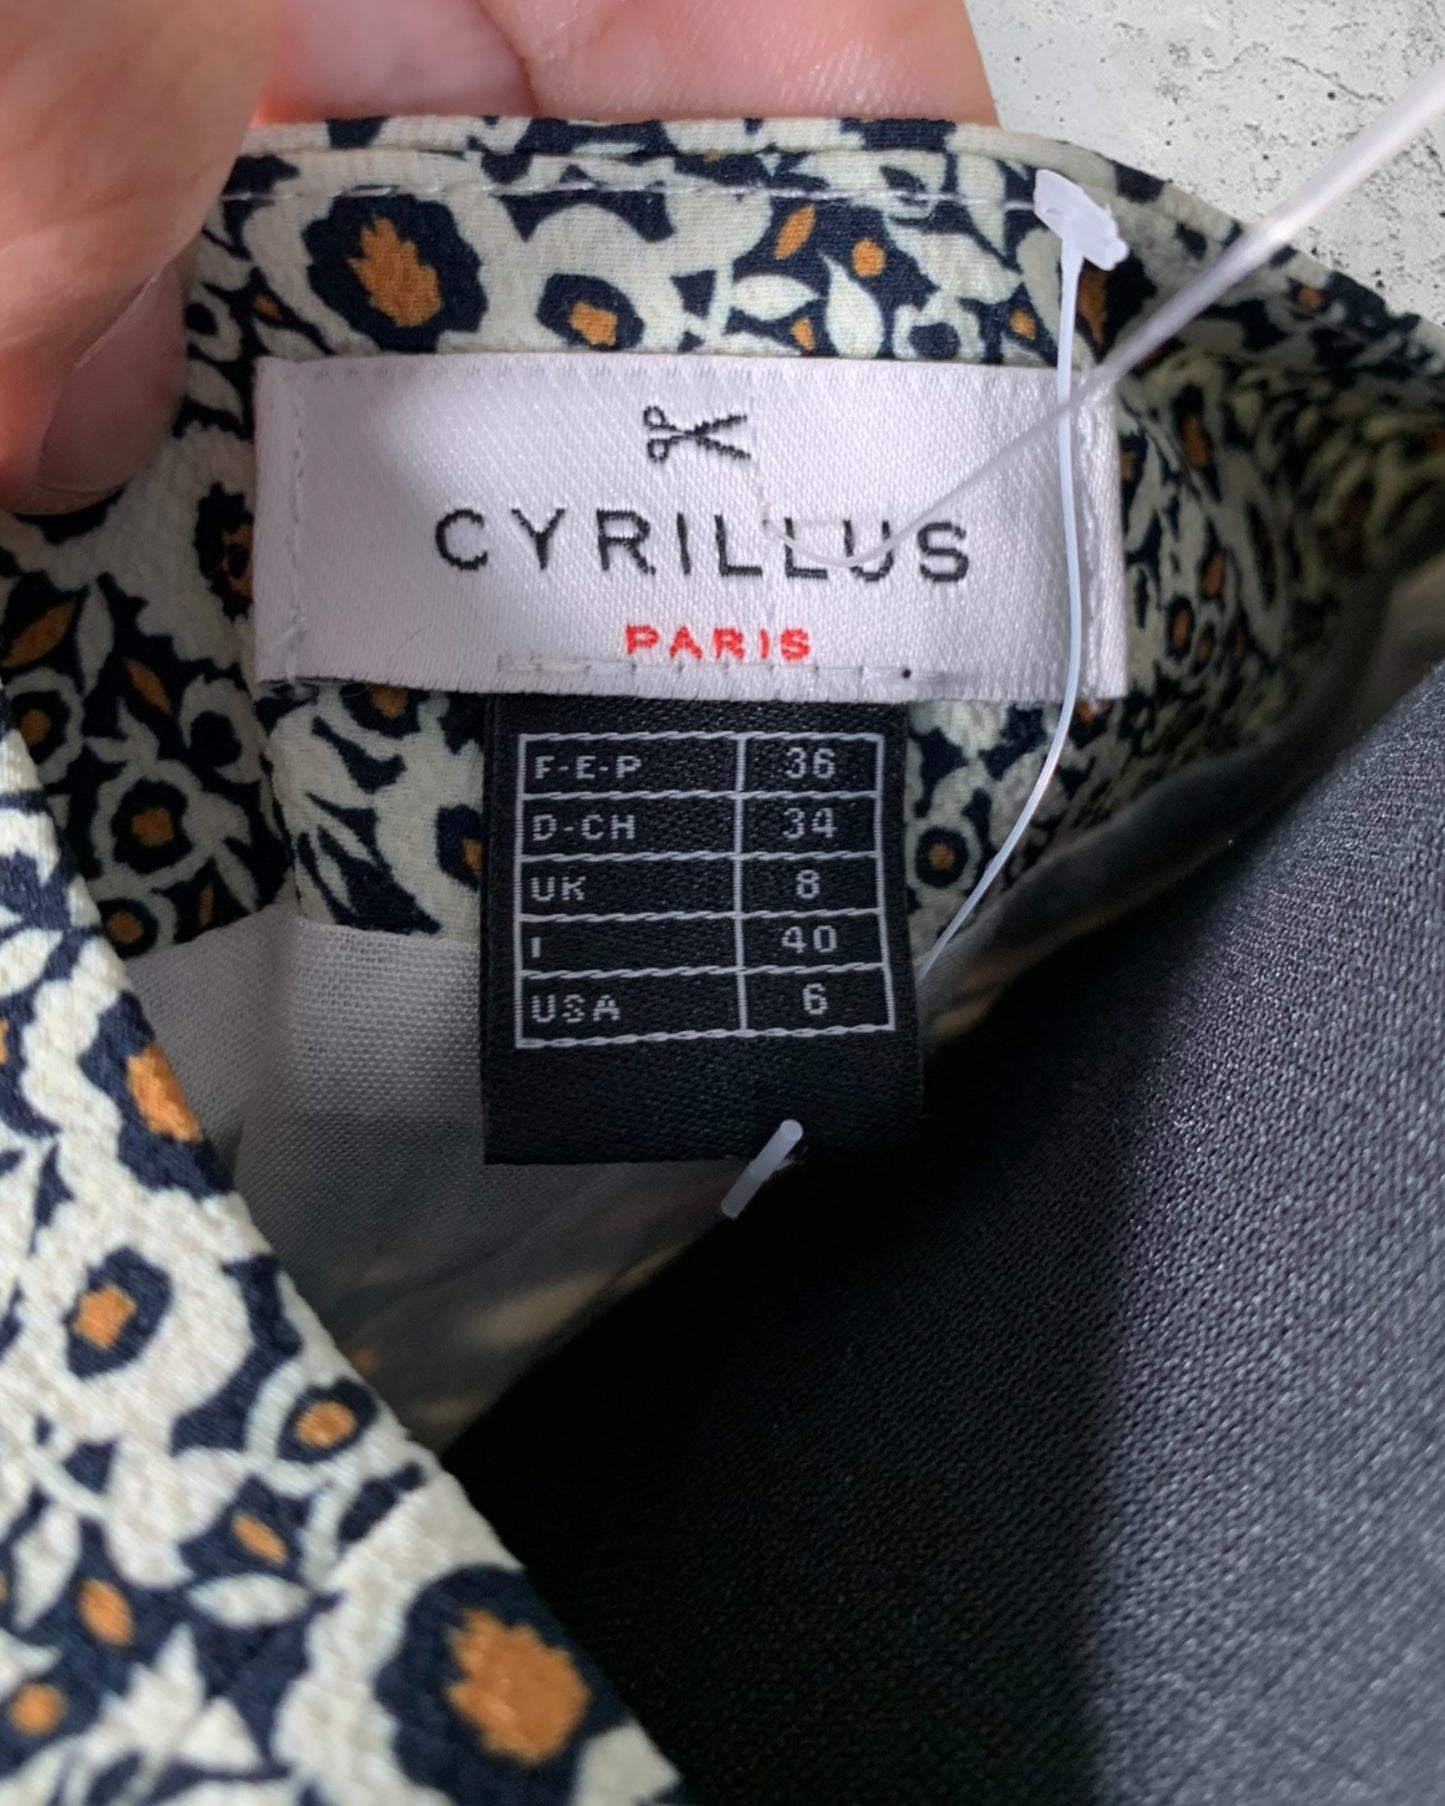 CYRILLUS
PARIS
F-E-P 36
D-CH 34
UK 8
I 40
USA 6